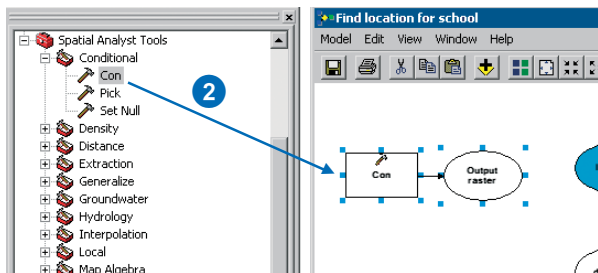 Spatial Analyst Tools
Conditional
Con
Pick
Set Null
Density
Distance
Extraction
Generalize
Groundwater
Hydrology
Interpolation
Local
Map Algebra
2
Find location for school
Model Edit View Window Help
Con
Output
raster